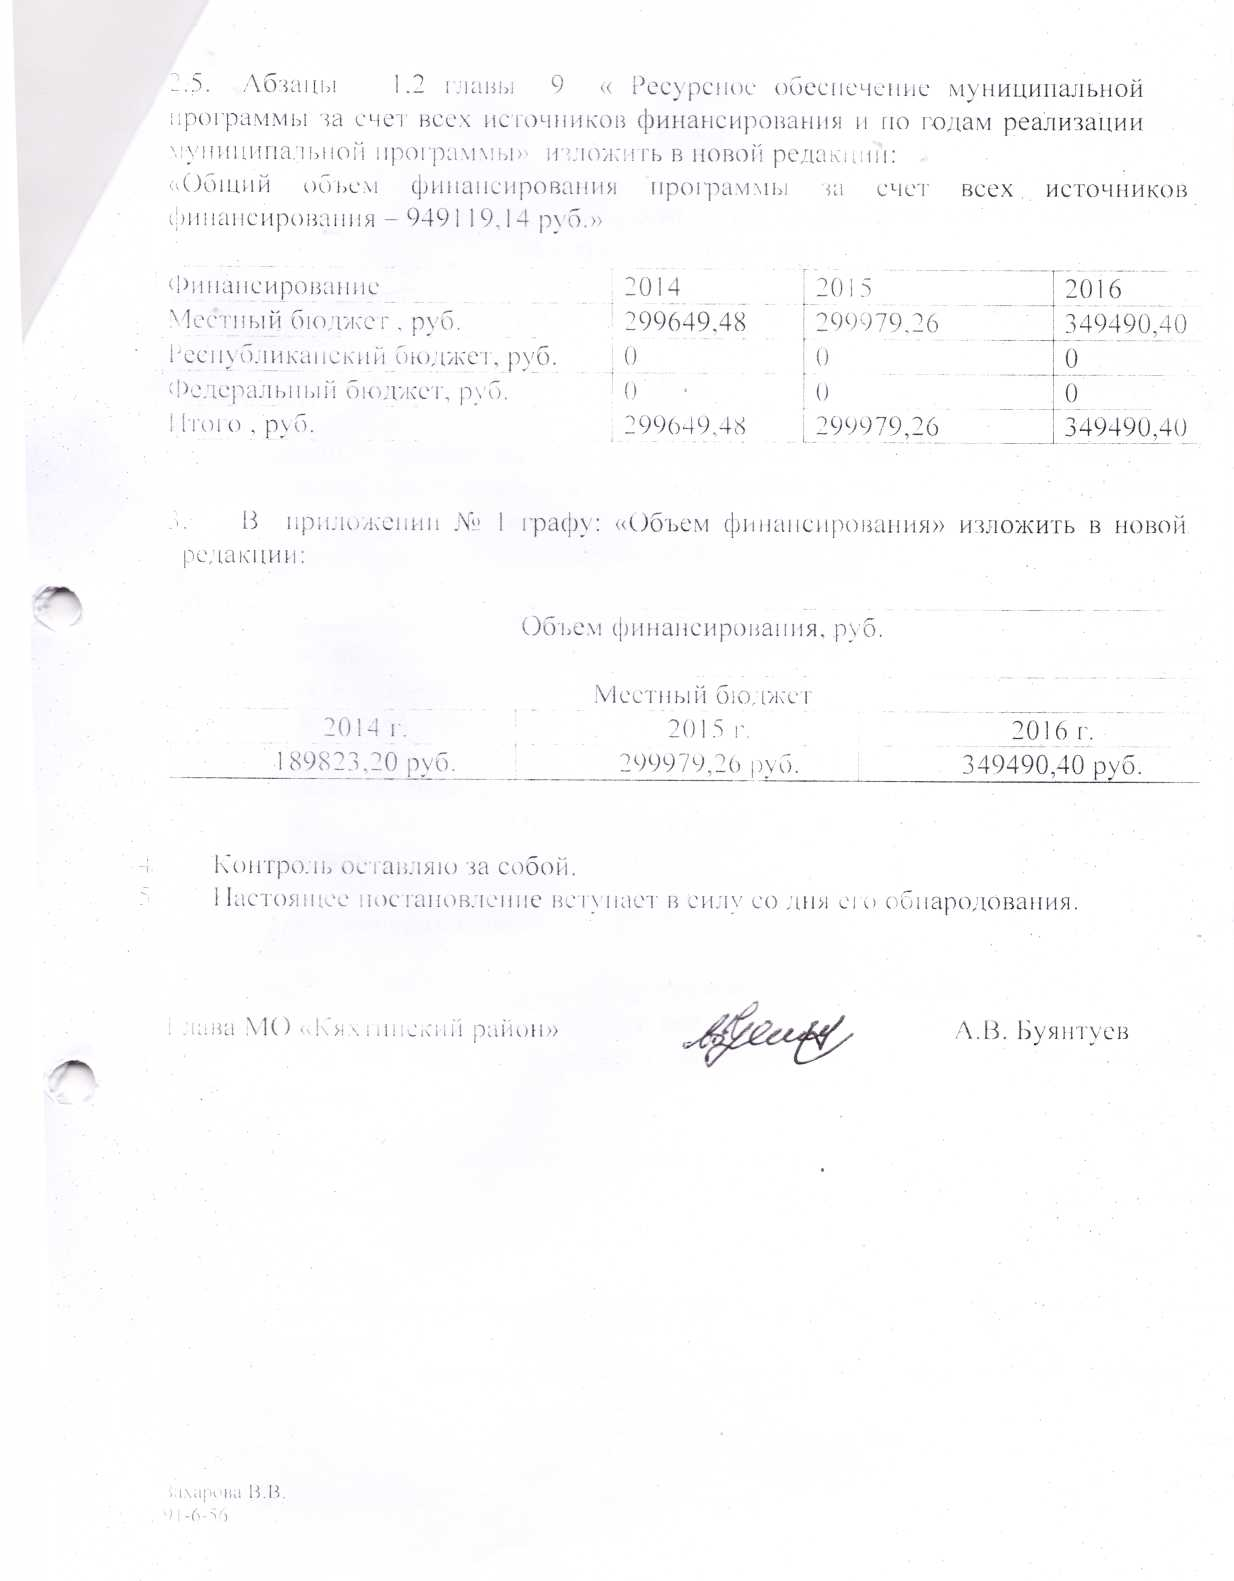 2.5. Абзацы 1.2 главы 9 « Ресурсное обеспечение муниципальной
программы за счет всех источников финансирования и по годам реализации
муниципальной программы» изложить в новой редакции:
«Общий объем финансирования программы за счет всех источников
финансирования – 949119,14 руб.»
Финансирование 2014 2015 2016
Местный бюджет , руб. 299649,48 299979,26 349490,40
Республиканский бюджет, руб. 0 0 0
Федеральный бюджет, руб. 0 0 0
Итого , руб. 299649,48 299979,26 349490,40
3. В приложении № 1 графу: «Объем финансирования» изложить в новой
редакции:
Объем финансирования, руб.
Местный бюджет
2014 г. 2015 г. 2016 г.
189823,20 руб. 299979,26 руб. 349490,40 руб.
4. Контроль оставляю за собой.
5 Настоящее постановление вступает в силу со дня его обнародования.
Глава МО «Кяхтинский район» А.В. Буянтуев
Захарова В.В.
91-6-56